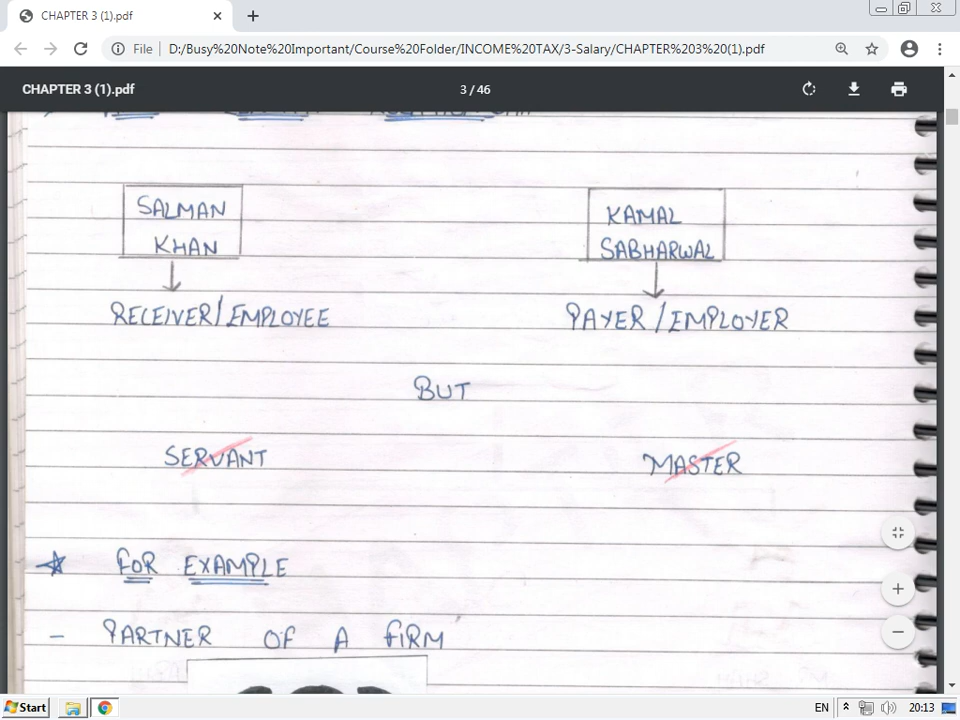 CHAPTER 3 (1).pdf
File D:/Busy%20Note%20Important/Course%20Folder/INCOME%20TAX/3-Salary/CHAPTER%203%20(1).pdf
CHAPTER 3 (1).pdf 3 / 46
SALMAN
KHAN
KAMAL
SABHARWAL
RECEIVER/EMPLOYEE PAYER/EMPLOYER
BUT
SERVANT MASTER
FOR EXAMPLE
- PARTNER OF A FIRM
Start EN 20:13